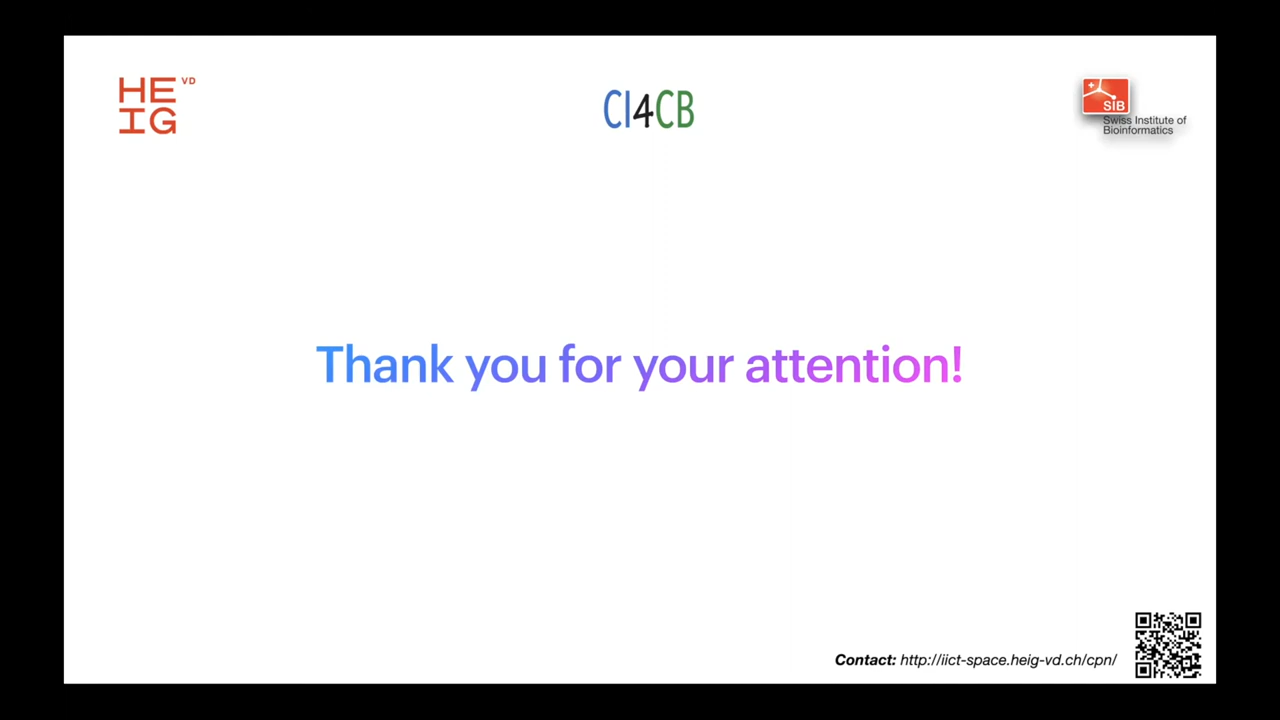 HE VD
IG
CI4CB
SIB
Swiss Institute of
Bioinformatics
Thank you for your attention!
Contact: http://iict-space.heig-vd.ch/cpn/